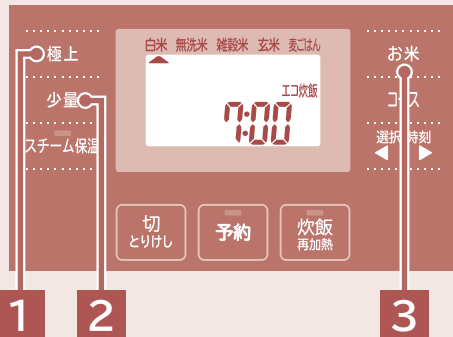 極上
少量
スチーム保温
白米 無洗米 雑穀米 玄米 麦ごはん
エコ炊飯
7:00
お米
コース
選択 時刻
切
とりけし
予約
炊飯
再加熱
1
2
3